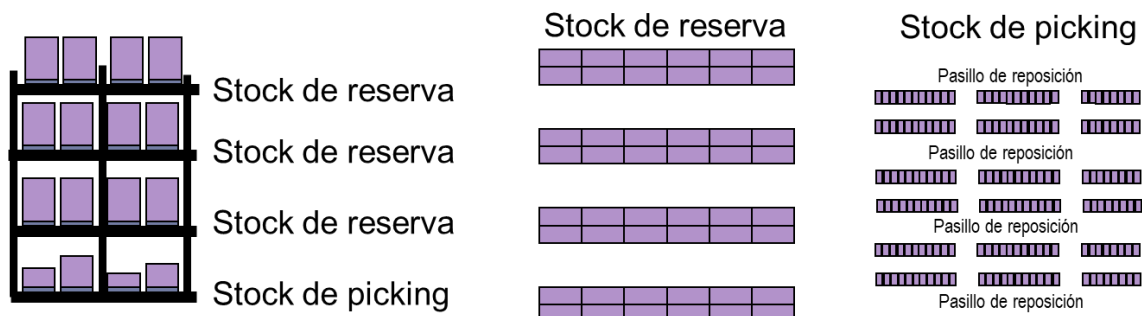 Stock de reserva
Stock de reserva
Stock de reserva
Stock de picking
Stock de reserva
Stock de picking
Pasillo de reposición
Pasillo de reposición
Pasillo de reposición
Pasillo de reposición